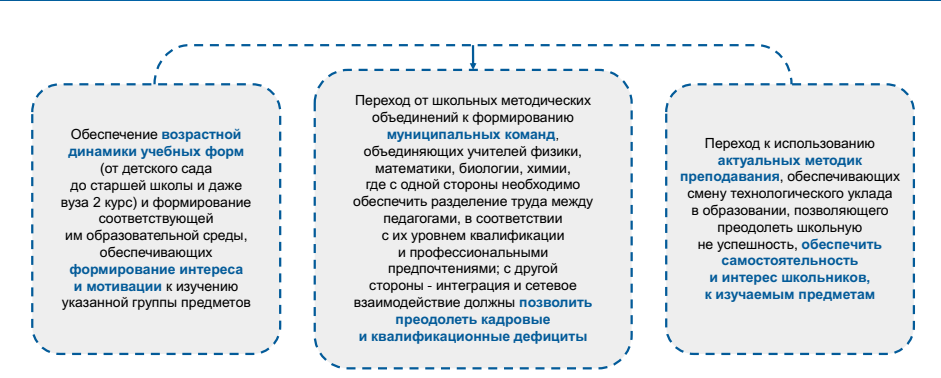 Обеспечение возрастной
динамики учебных форм
(от детского сада
до старшей школы и даже
вуза 2 курс) и формирование
соответствующей
им образовательной среды,
обеспечивающих
формирование интереса
и мотивации к изучению
указанной группы предметов
Переход от школьных методических
объединений к формированию
муниципальных команд,
объединяющих учителей физики,
математики, биологии, химии,
где с одной стороны необходимо
обеспечить разделение труда между
педагогами, в соответствии
с их уровнем квалификации
и профессиональными
предпочтениями; с другой
стороны - интеграция и сетевое
взаимодействие должны позволить
преодолеть кадровые
и квалификационные дефициты
Переход к использованию
актуальных методик
преподавания, обеспечивающих
смену технологического уклада
в образовании, позволяющего
преодолеть школьную
не успешность, обеспечить
самостоятельность
и интерес школьников,
к изучаемым предметам